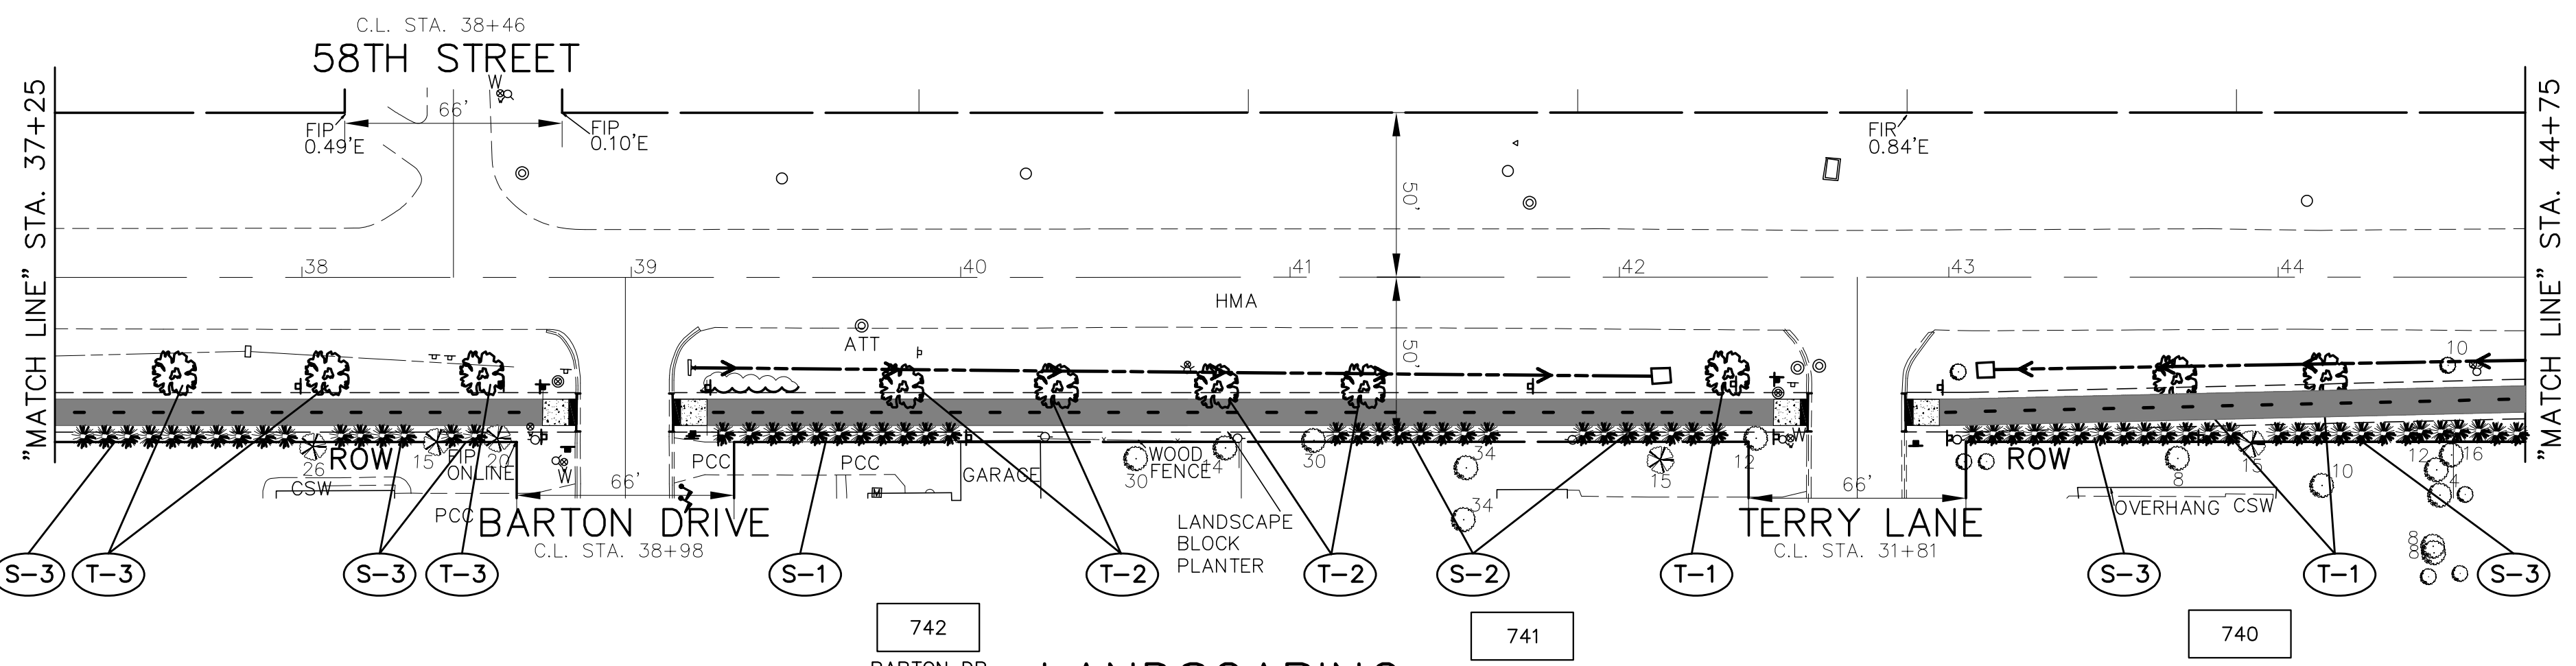 C.L. STA. 38+46
58TH STREET
"MATCH LINE" STA. 37+25
"MATCH LINE" STA. 44+75
W
66'
FIP
0.49'E
FIP
0.10'E
FIR
0.84'E
50'
38
39
40
41
42
43
44
HMA
ATT
50'
10
W
26
ROW
15
FIP
ONLINE
20
CSW
PCC
W
66'
PCC
PCC
GARAGE
30
WOOD
FENCE
14
30
34
34
15
12
66'
ROW
8
15
10
12
16
4
OVERHANG
CSW
BARTON DRIVE
C.L. STA. 38+98
LANDSCAPE
BLOCK
PLANTER
TERRY LANE
C.L. STA. 31+81
8
8
S-3
T-3
S-3
T-3
S-1
T-2
T-2
S-2
T-1
S-3
T-1
S-3
742
741
740
BARTON DR
LANDSCAPING